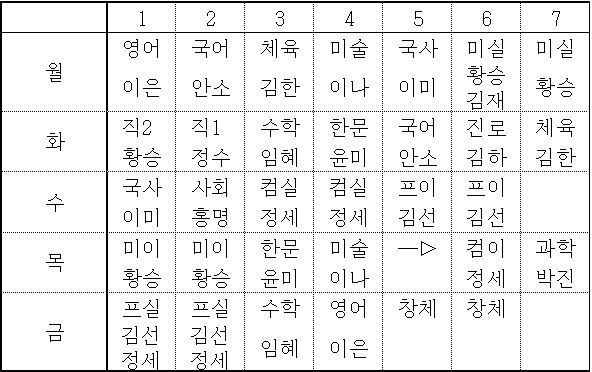 1 2 3 4 5 6 7
월 영어 국어 체육 미술 국사 미실 미실
이은 안소 김한 이나 이미 황승 김재 황승
화 직2 직1 수학 한문 국어 진로 체육
황승 정수 임혜 윤미 안소 김하 김한
수 국사 사회 컴실 컴실 프이 프이
이미 홍명 정세 정세 김선 김선
목 미이 미이 한문 미술 —▷ 컴이 과학
황승 황승 윤미 이나 정세 박진
금 프실 프실 수학 영어 창체 창체
김선 김선 임혜 이은
정세 정세